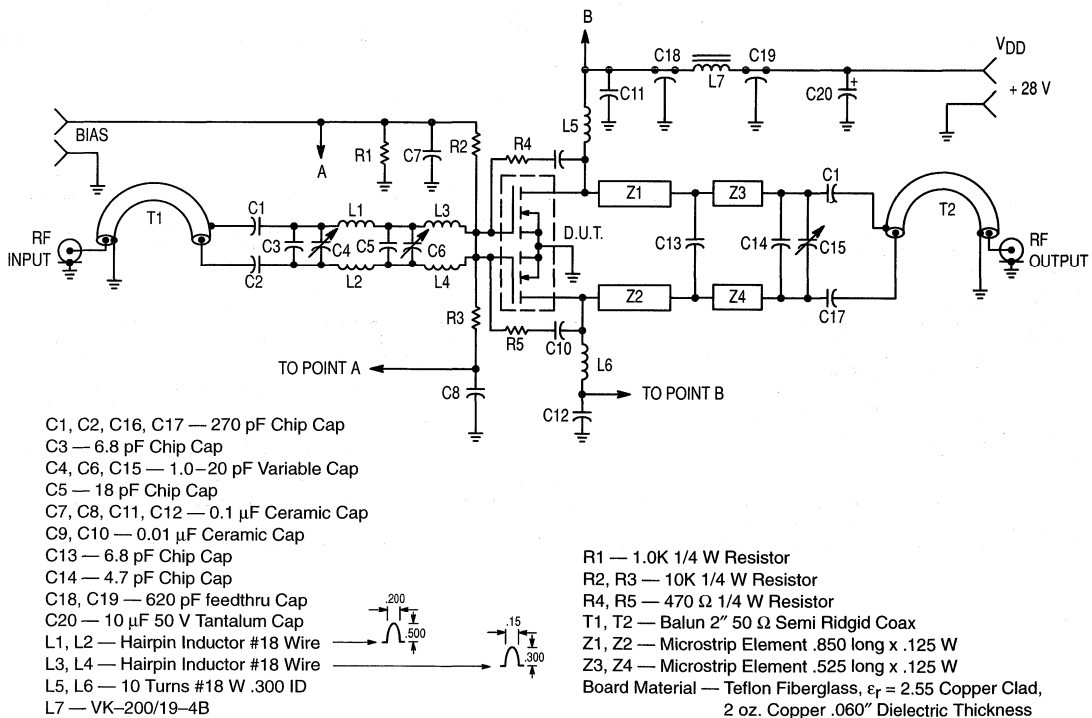 B
C18
C19
V_DD
L7
C11
C20
+
+ 28 V
BIAS
L5
R4
R1
C7
R2
A
C1
L1
L3
Z1
Z3
C1
T1
C3
C4
C5
C6
D.U.T.
C13
C14
C15
T2
RF
INPUT
RF
OUTPUT
C2
L2
L4
Z2
Z4
C17
R3
R5
C10
L6
TO POINT A
TO POINT B
C8
C12
C1, C2, C16, C17 — 270 pF Chip Cap
C3 — 6.8 pF Chip Cap
C4, C6, C15 — 1.0–20 pF Variable Cap
C5 — 18 pF Chip Cap
C7, C8, C11, C12 — 0.1 μF Ceramic Cap
C9, C10 — 0.01 μF Ceramic Cap
C13 — 6.8 pF Chip Cap
C14 — 4.7 pF Chip Cap
C18, C19 — 620 pF feedthru Cap
C20 — 10 μF 50 V Tantalum Cap
L1, L2 — Hairpin Inductor #18 Wire
.200
.500
L3, L4 — Hairpin Inductor #18 Wire
.15
.300
L5, L6 — 10 Turns #18 W .300 ID
L7 — VK–200/19–4B
R1 — 1.0K 1/4 W Resistor
R2, R3 — 10K 1/4 W Resistor
R4, R5 — 470 Ω 1/4 W Resistor
T1, T2 — Balun 2″ 50 Ω Semi Ridgid Coax
Z1, Z2 — Microstrip Element .850 long x .125 W
Z3, Z4 — Microstrip Element .525 long x .125 W
Board Material — Teflon Fiberglass, ε_r = 2.55 Copper Clad,
2 oz. Copper .060″ Dielectric Thickness